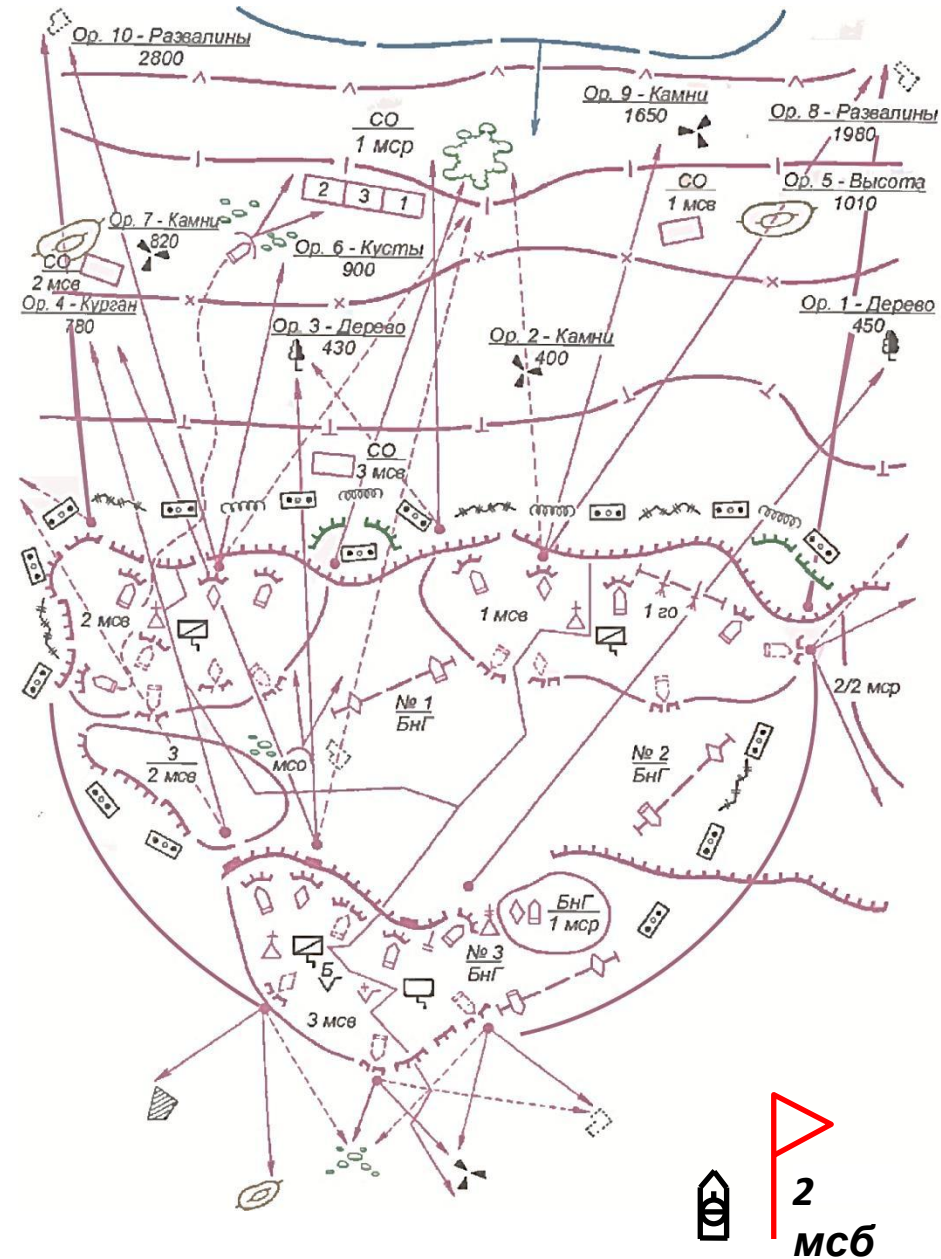 Ор. 10 - Развалины
2800
Ор. 9 - Камни
1650
Ор. 8 - Развалины
1980
СО
1 мср
2 3 1
СО
1 мсв
Ор. 5 - Высота
1010
Ор. 7 - Камни
820
Ор. 6 - Кусты
900
СО
2 мсв
Ор. 4 - Курган
780
Ор. 3 - Дерево
430
Ор. 2 - Камни
400
Ор. 1 - Дерево
450
СО
3 мсв
2 мсв
1 мсв
1 го
2/2 мср
№ 1
БнГ
№ 2
БнГ
мсо
3
2 мсв
БнГ
1 мср
№ 3
БнГ
Б
3 мсв
2
мсб